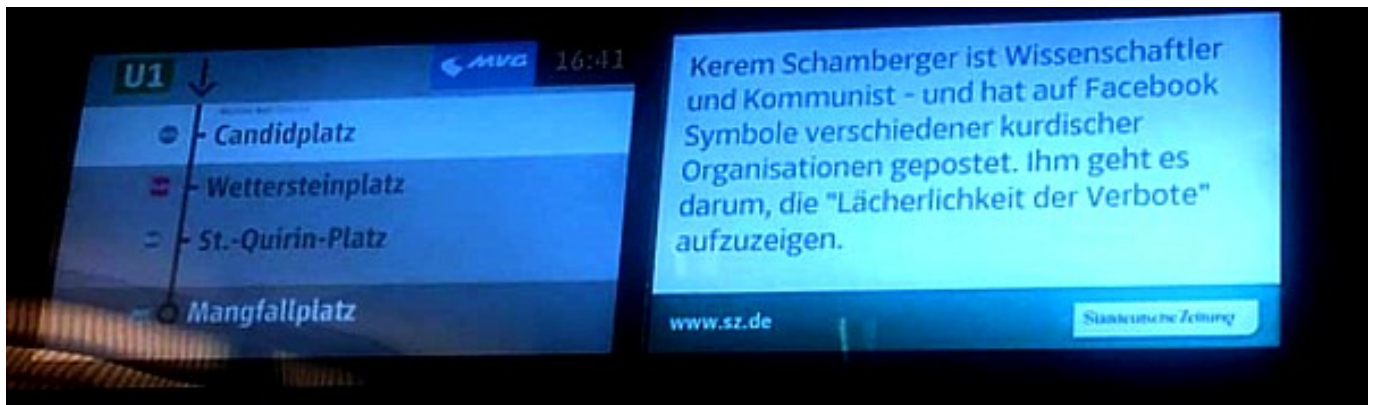 U1
MVG
16:41
Candidplatz
Wettersteinplatz
St.-Quirin-Platz
Mangfallplatz
Kerem Schamberger ist Wissenschaftler
und Kommunist - und hat auf Facebook
Symbole verschiedener kurdischer
Organisationen gepostet. Ihm geht es
darum, die "Lächerlichkeit der Verbote"
aufzuzeigen.
www.sz.de
Süddeutsche Zeitung